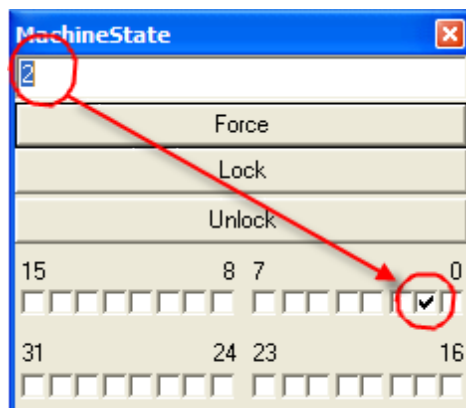 MachineState
2
Force
Lock
Unlock
15 8 7 0
31 24 23 16